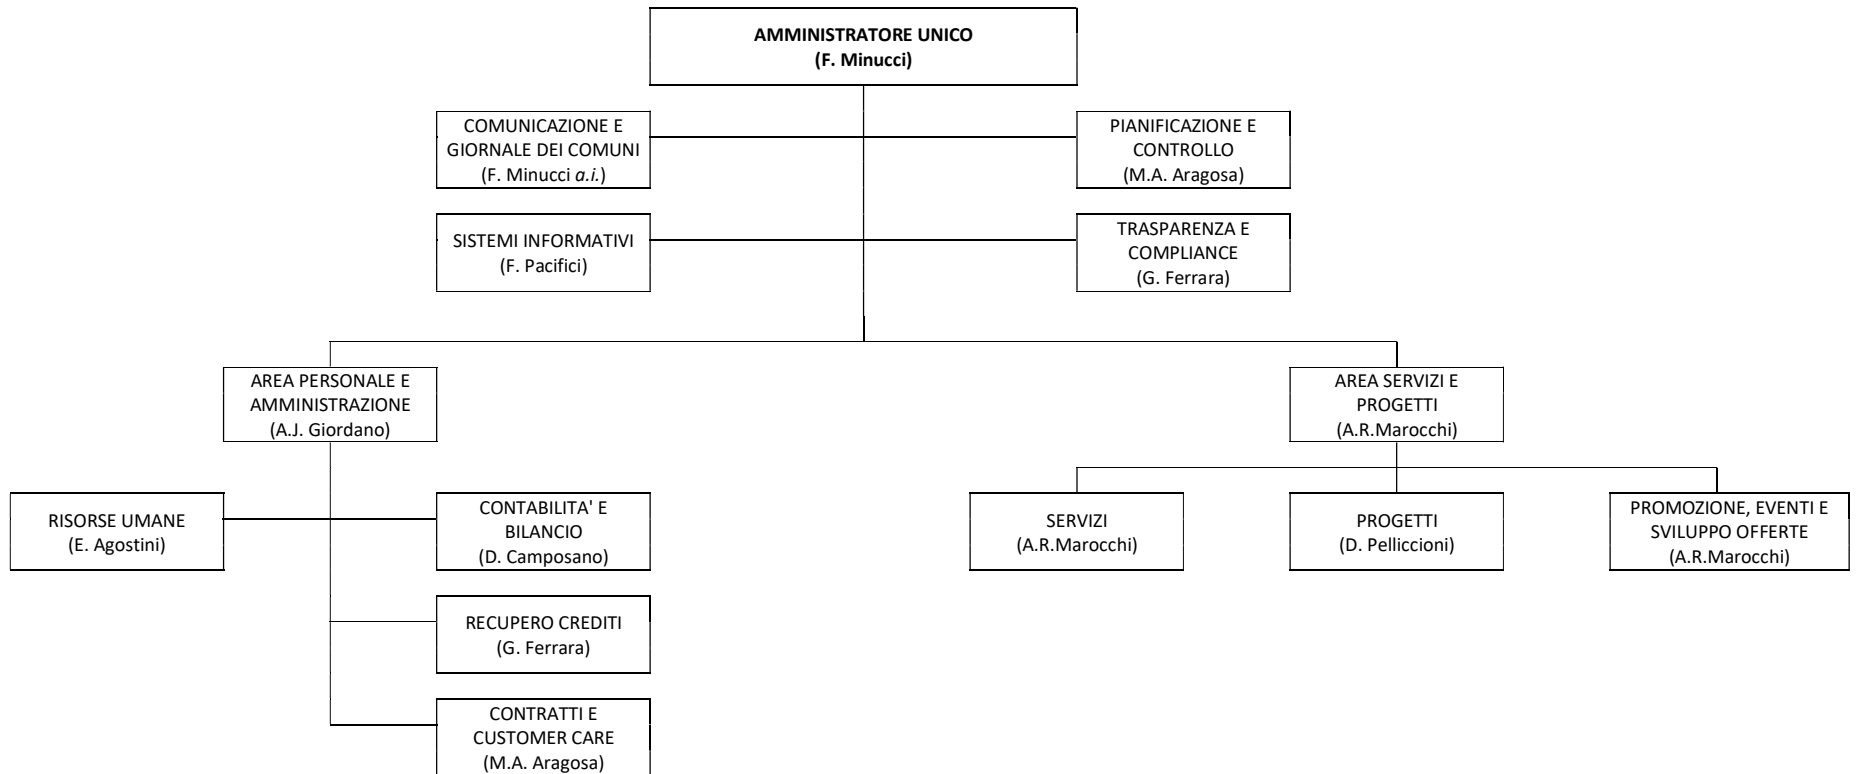 AMMINISTRATORE UNICO
(F. Minucci)
COMUNICAZIONE E
GIORNALE DEI COMUNI
(F. Minucci a.i.)
PIANIFICAZIONE E
CONTROLLO
(M.A. Aragosa)
SISTEMI INFORMATIVI
(F. Pacifici)
TRASPARENZA E
COMPLIANCE
(G. Ferrara)
AREA PERSONALE E
AMMINISTRAZIONE
(A.J. Giordano)
AREA SERVIZI E
PROGETTI
(A.R.Marocchi)
RISORSE UMANE
(E. Agostini)
CONTABILITA' E
BILANCIO
(D. Camposano)
SERVIZI
(A.R.Marocchi)
PROGETTI
(D. Pelliccioni)
PROMOZIONE, EVENTI E
SVILUPPO OFFERTE
(A.R.Marocchi)
RECUPERO CREDITI
(G. Ferrara)
CONTRATTI E
CUSTOMER CARE
(M.A. Aragosa)